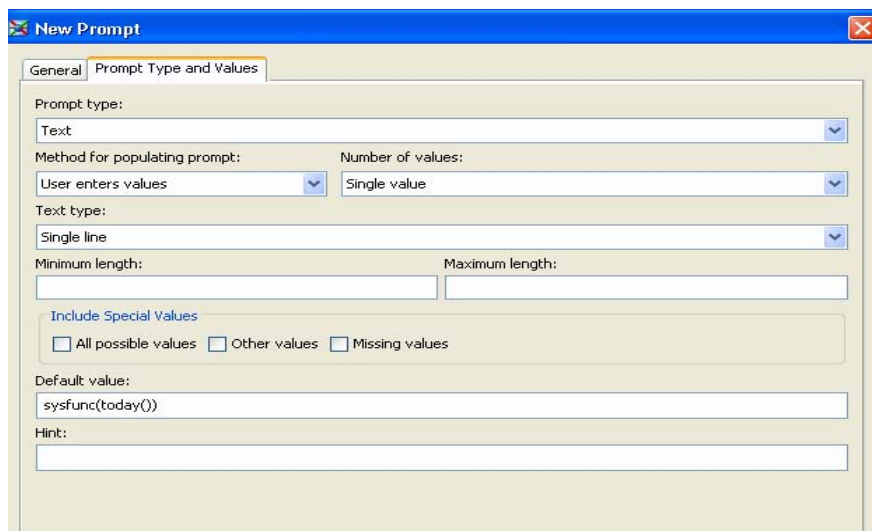 New Prompt
General Prompt Type and Values
Prompt type:
Text
Method for populating prompt: Number of values:
User enters values Single value
Text type:
Single line
Minimum length: Maximum length:
Include Special Values
All possible values Other values Missing values
Default value:
sysfunc(today())
Hint: